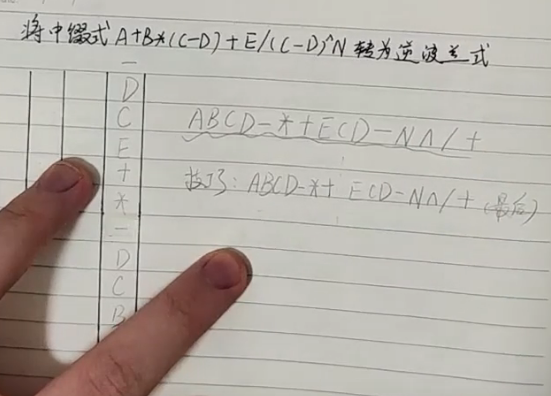 将中缀式 A+B*(C-D)+E/(C-D)^N 转为逆波兰式
—
D
C
E
+
*
—
D
C
B
ABCD-*+ECD-N^/+
技巧: ABCD-*+ ECD-N^/+ (最后)